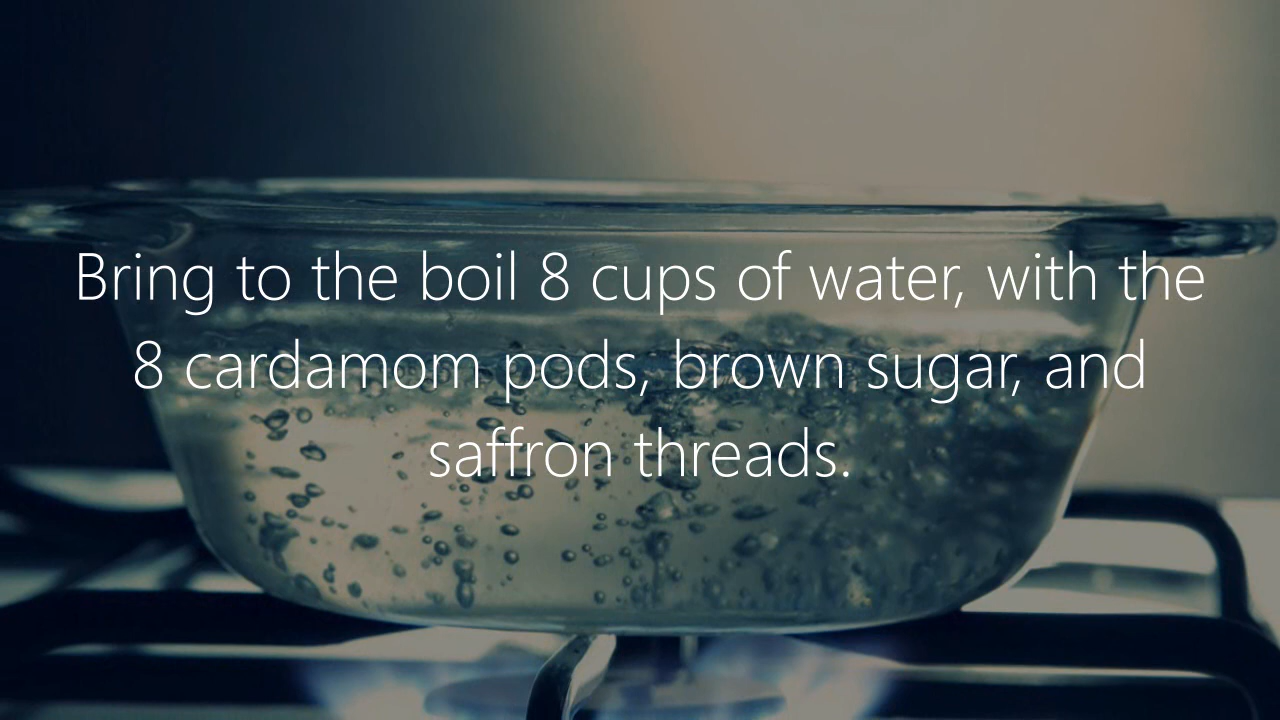 Bring to the boil 8 cups of water, with the
8 cardamom pods, brown sugar, and
saffron threads.